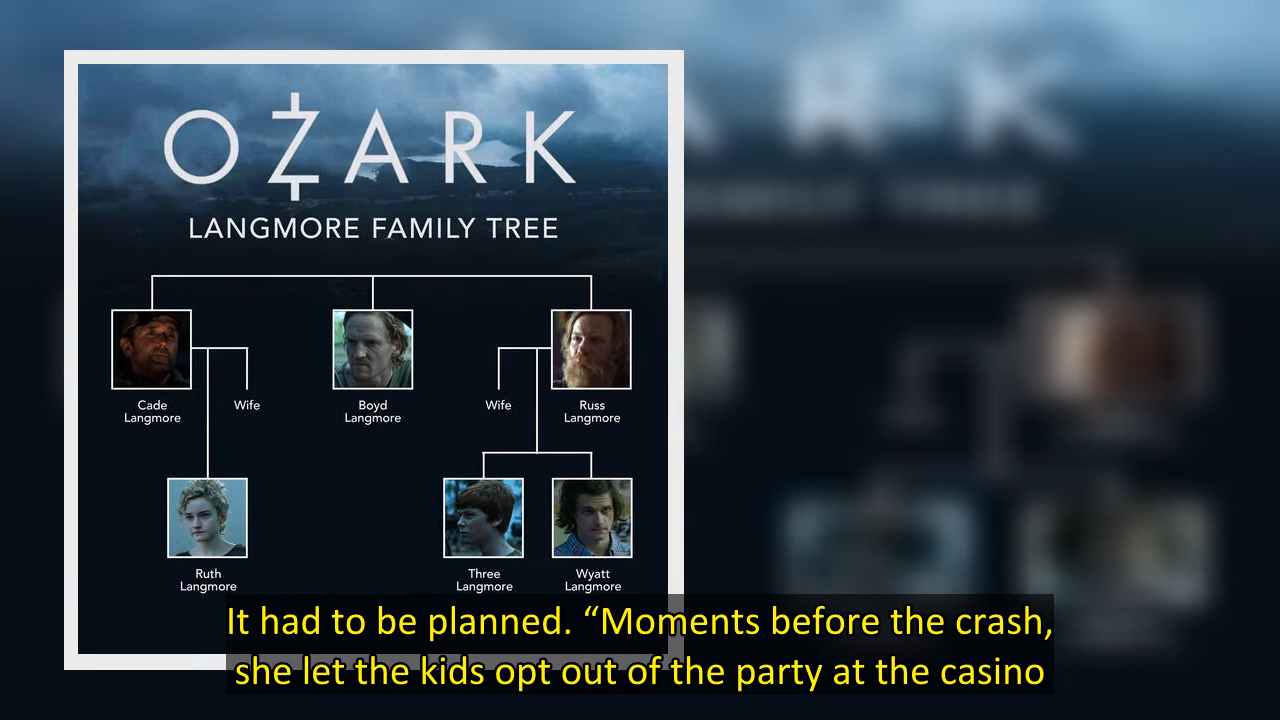 OZARK
LANGMORE FAMILY TREE
Cade
Langmore
Wife
Boyd
Langmore
Wife
Russ
Langmore
Ruth
Langmore
Three
Langmore
Wyatt
Langmore
It had to be planned. “Moments before the crash,
she let the kids opt out of the party at the casino